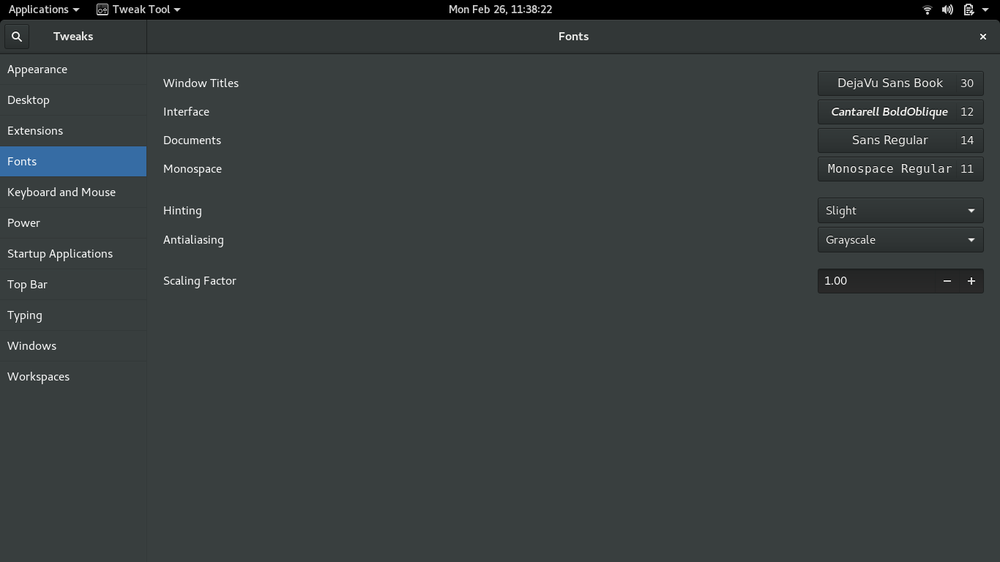 Applications Tweak Tool Mon Feb 26, 11:38:22
Tweaks Fonts
Appearance
Desktop
Extensions
Fonts
Keyboard and Mouse
Power
Startup Applications
Top Bar
Typing
Windows
Workspaces
Window Titles DejaVu Sans Book 30
Interface Cantarell BoldOblique 12
Documents Sans Regular 14
Monospace Monospace Regular 11
Hinting Slight
Antialiasing Grayscale
Scaling Factor 1.00